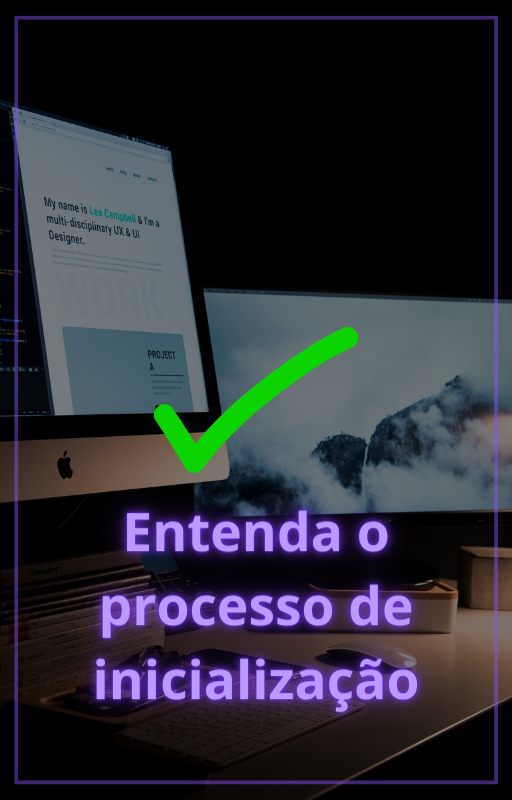 My name is Lee Campbell & I'm a
multi-disciplinary UX & UI
Designer.
WORK
PROJECT
A
Entenda o
processo de
inicialização